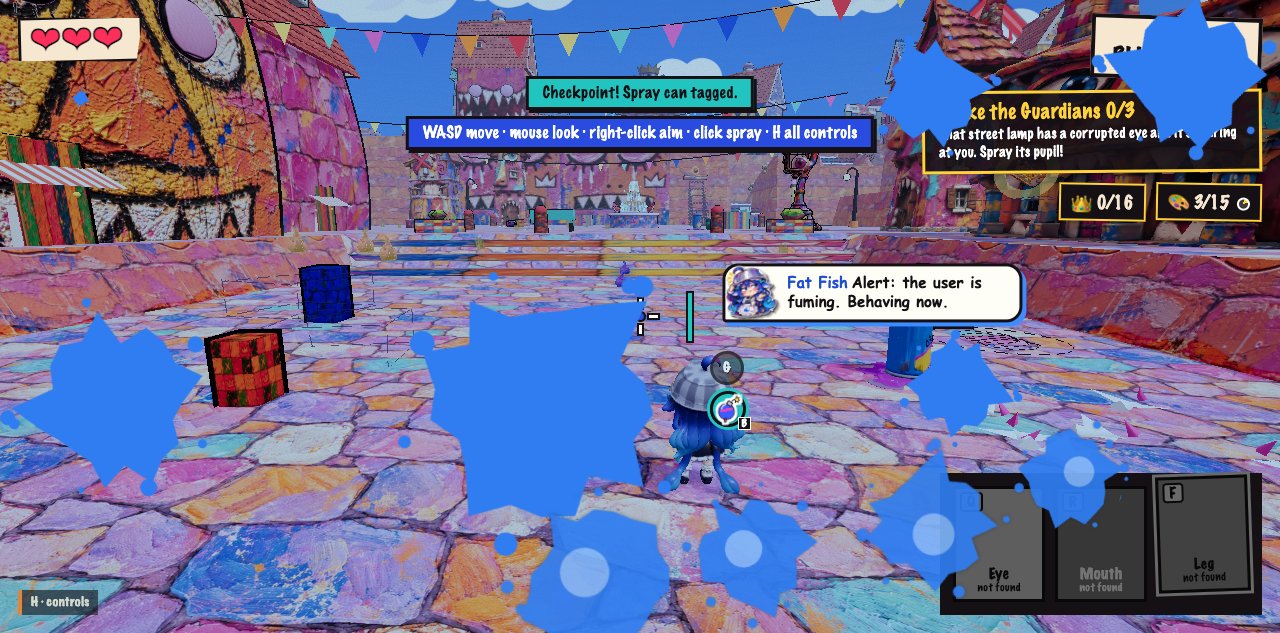 Checkpoint! Spray can tagged.
WASD move · mouse look · right-click aim · click spray · H all controls
ke the Guardians 0/3
at street lamp has a corrupted eye a
ring
at you. Spray its pupil!
0/16
3/15
Fat Fish Alert: the user is
fuming. Behaving now.
G
F
Eye
not found
Mouth
not found
Leg
not found
H · controls